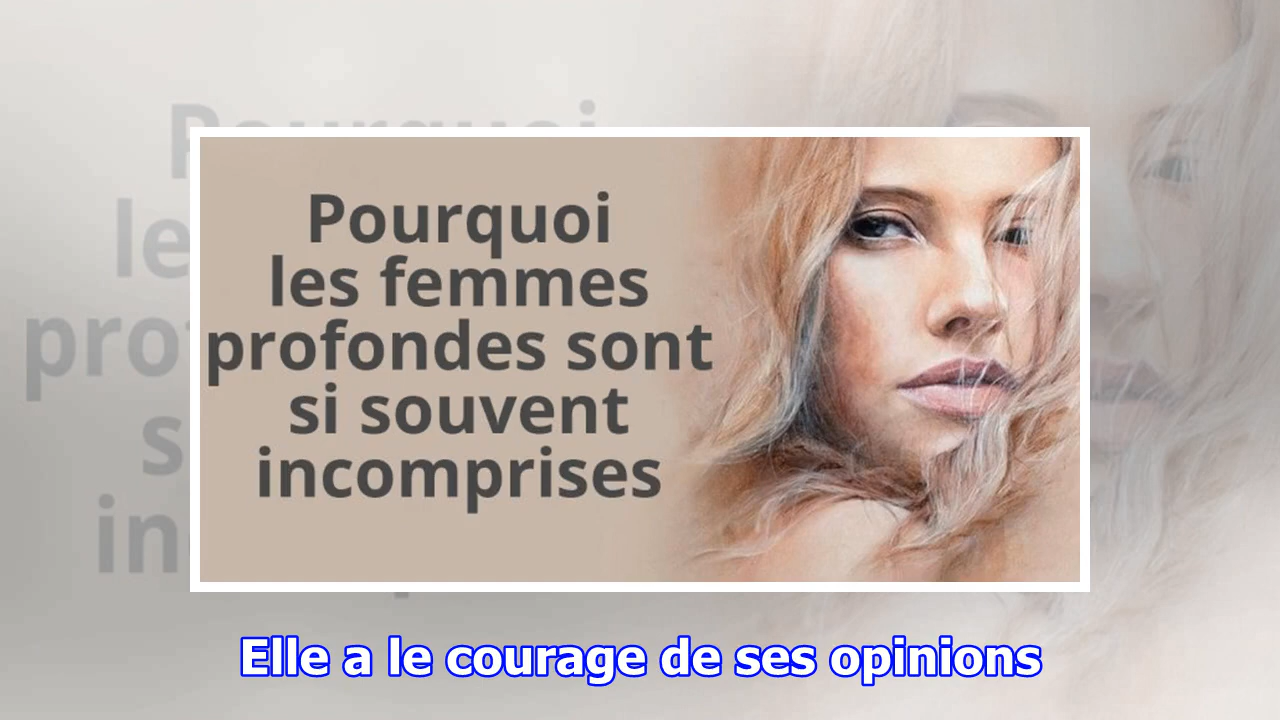 Pourquoi
les femmes
profondes sont
si souvent
incomprises
Elle a le courage de ses opinions